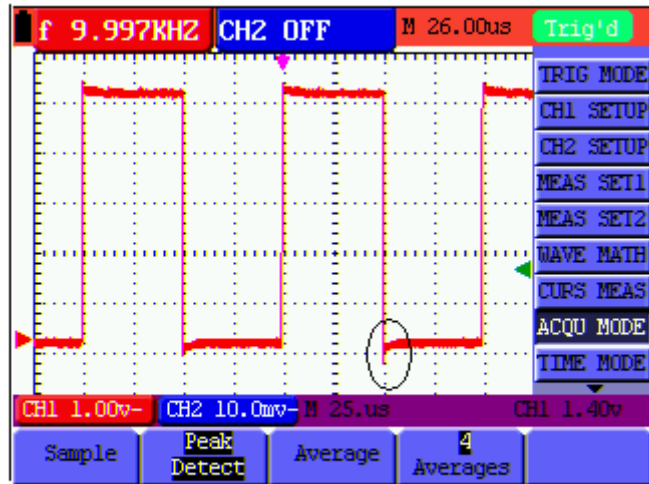 f 9.997KHZ CH2 OFF M 26.00us Trig'd
TRIG MODE
CH1 SETUP
CH2 SETUP
MEAS SET1
MEAS SET2
WAVE MATH
CURS MEAS
ACQU MODE
TIME MODE
CH1 1.00v- CH2 10.0mv- M 25.us CH1 1.40v
Sample
Peak
Detect
Average
4
Averages